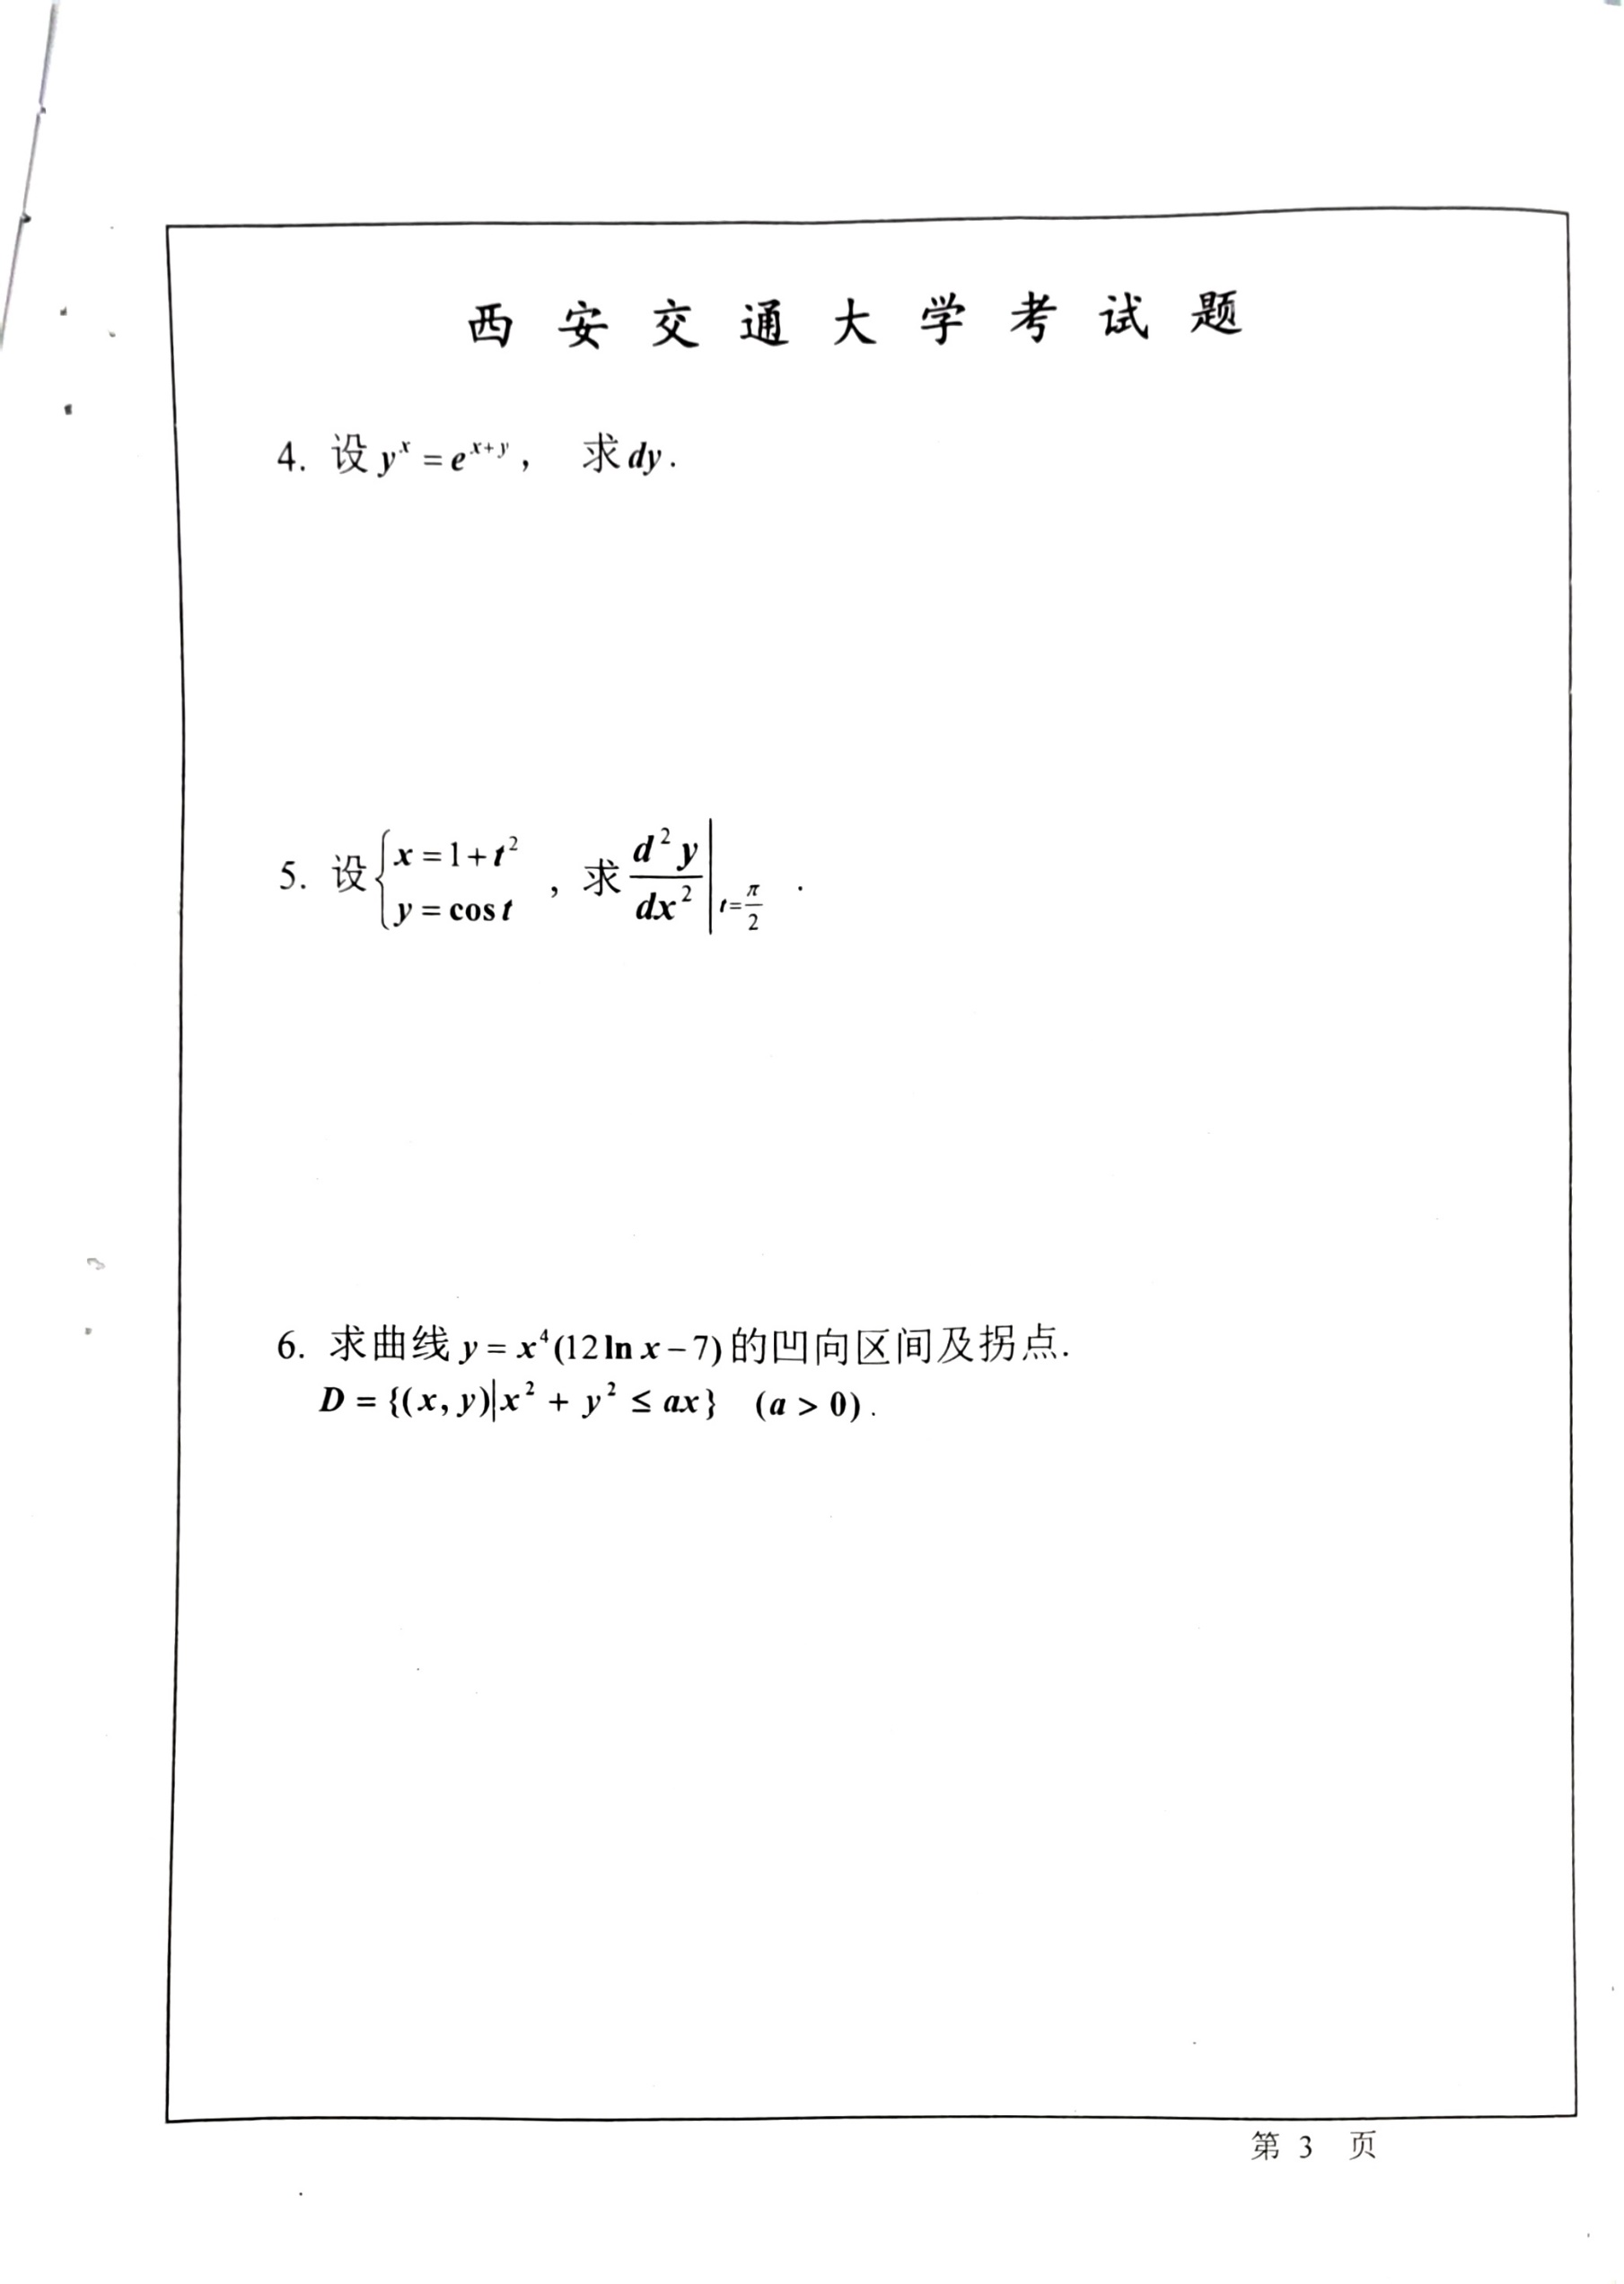 西安交通大学考试题
4. 设 y^x = e^{x+y}， 求 dy.
5. 设 { x = 1 + t^2 , y = cos t ，求 d^2 y / dx^2 |_{t = π/2} .
6. 求曲线 y = x^4 (12 ln x − 7) 的凹向区间及拐点.
D = {(x, y)| x^2 + y^2 ≤ ax} (a > 0) .
第 3 页